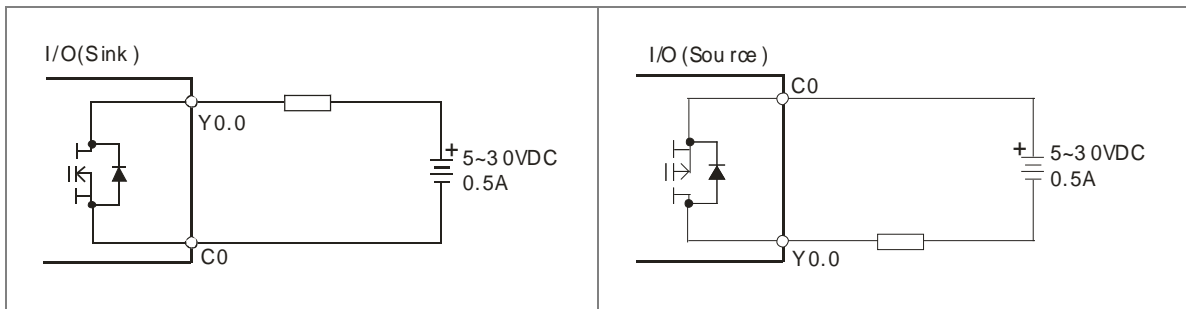 I/O(Sink)
Y0.0
+
5~30VDC
0.5A
C0
I/O(Source)
C0
+
5~30VDC
0.5A
Y0.0